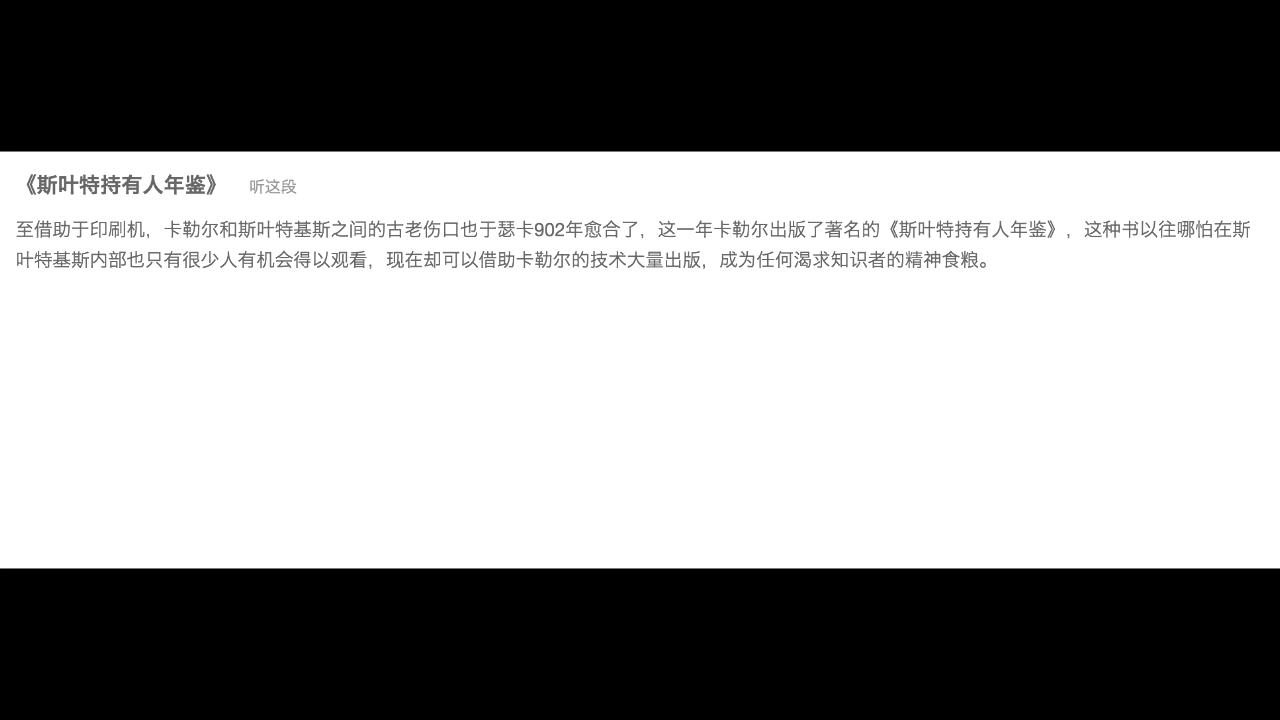 《斯叶特持有人年鉴》 听这段
至借助于印刷机，卡勒尔和斯叶特基斯之间的古老伤口也于瑟卡902年愈合了，这一年卡勒尔出版了著名的《斯叶特持有人年鉴》，这种书以往哪怕在斯
叶特基斯内部也只有很少人有机会得以观看，现在却可以借助卡勒尔的技术大量出版，成为任何渴求知识者的精神食粮。